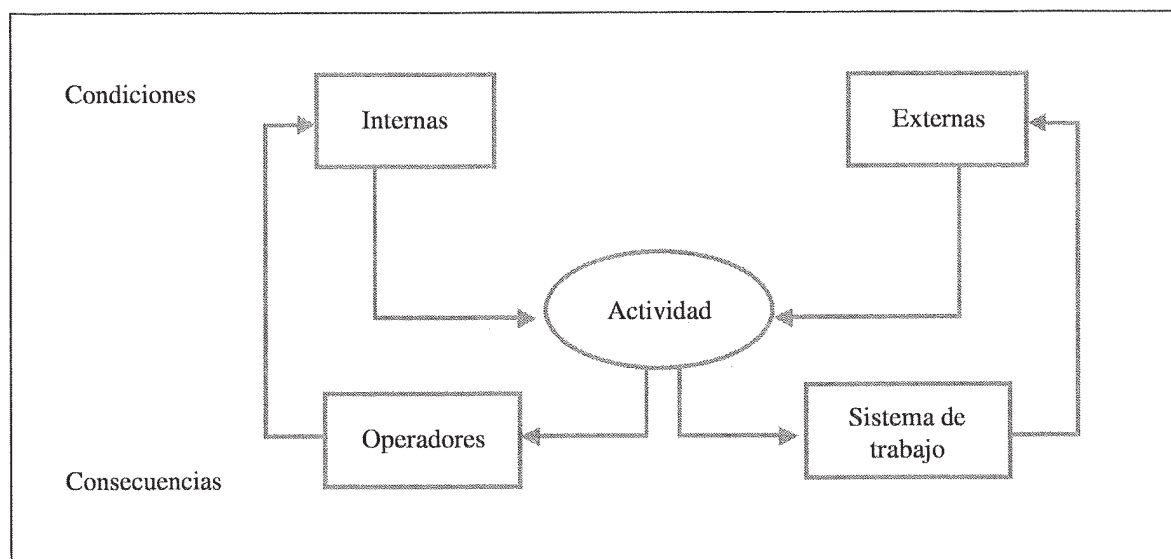 Condiciones
Internas
Externas
Actividad
Operadores
Sistema de
trabajo
Consecuencias